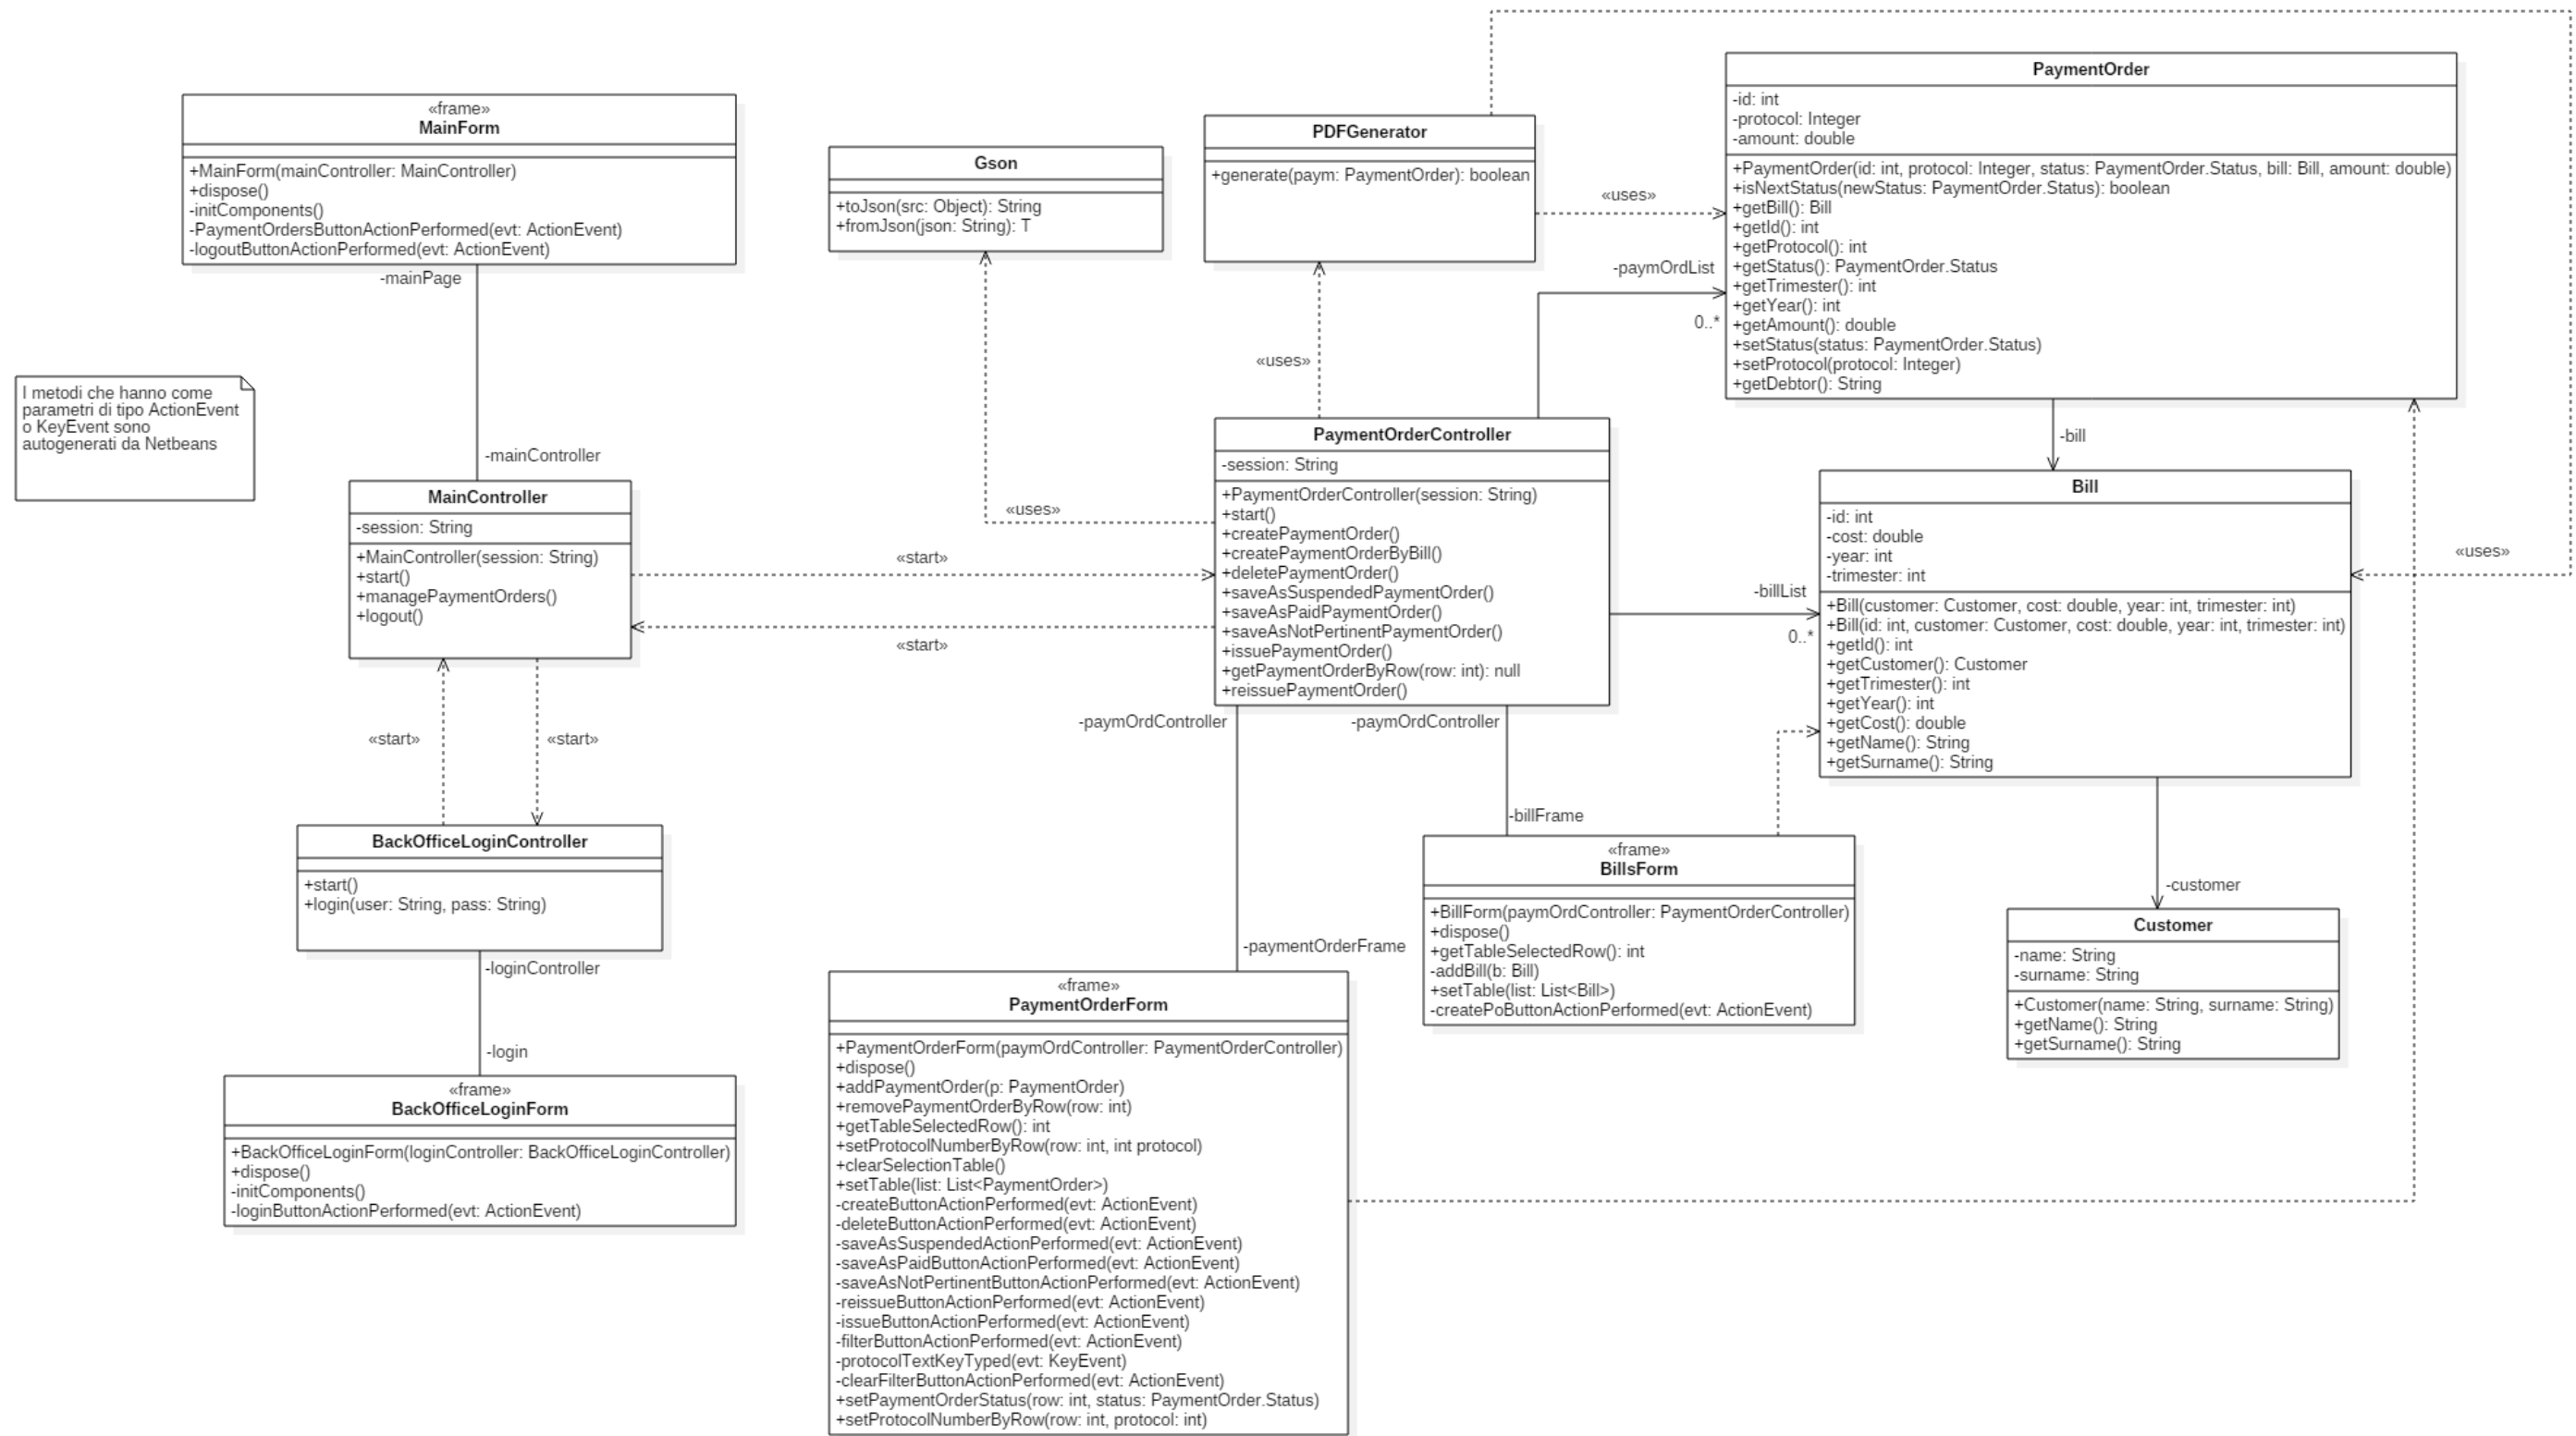 «frame»
MainForm
+MainForm(mainController: MainController)
+dispose()
-initComponents()
-PaymentOrdersButtonActionPerformed(evt: ActionEvent)
-logoutButtonActionPerformed(evt: ActionEvent)
-mainPage
I metodi che hanno come
parametri di tipo ActionEvent
o KeyEvent sono
autogenerati da Netbeans
-mainController
MainController
-session: String
+MainController(session: String)
+start()
+managePaymentOrders()
+logout()
«start»
«start»
«start»
«start»
BackOfficeLoginController
+start()
+login(user: String, pass: String)
-loginController
-login
«frame»
BackOfficeLoginForm
+BackOfficeLoginForm(loginController: BackOfficeLoginController)
+dispose()
-initComponents()
-loginButtonActionPerformed(evt: ActionEvent)
Gson
+toJson(src: Object): String
+fromJson(json: String): T
«uses»
PDFGenerator
+generate(paym: PaymentOrder): boolean
«uses»
«uses»
-paymOrdList
0..*
PaymentOrderController
-session: String
+PaymentOrderController(session: String)
+start()
+createPaymentOrder()
+createPaymentOrderByBill()
+deletePaymentOrder()
+saveAsSuspendedPaymentOrder()
+saveAsPaidPaymentOrder()
+saveAsNotPertinentPaymentOrder()
+issuePaymentOrder()
+getPaymentOrderByRow(row: int): null
+reissuePaymentOrder()
-paymOrdController
-paymOrdController
-billList
0..*
-billFrame
-paymentOrderFrame
«frame»
PaymentOrderForm
+PaymentOrderForm(paymOrdController: PaymentOrderController)
+dispose()
+addPaymentOrder(p: PaymentOrder)
+removePaymentOrderByRow(row: int)
+getTableSelectedRow(): int
+setProtocolNumberByRow(row: int, int protocol)
+clearSelectionTable()
+setTable(list: List<PaymentOrder>)
-createButtonActionPerformed(evt: ActionEvent)
-deleteButtonActionPerformed(evt: ActionEvent)
-saveAsSuspendedActionPerformed(evt: ActionEvent)
-saveAsPaidButtonActionPerformed(evt: ActionEvent)
-saveAsNotPertinentButtonActionPerformed(evt: ActionEvent)
-reissueButtonActionPerformed(evt: ActionEvent)
-issueButtonActionPerformed(evt: ActionEvent)
-filterButtonActionPerformed(evt: ActionEvent)
-protocolTextKeyTyped(evt: KeyEvent)
-clearFilterButtonActionPerformed(evt: ActionEvent)
+setPaymentOrderStatus(row: int, status: PaymentOrder.Status)
+setProtocolNumberByRow(row: int, protocol: int)
«frame»
BillsForm
+BillForm(paymOrdController: PaymentOrderController)
+dispose()
+getTableSelectedRow(): int
-addBill(b: Bill)
+setTable(list: List<Bill>)
-createPoButtonActionPerformed(evt: ActionEvent)
PaymentOrder
-id: int
-protocol: Integer
-amount: double
+PaymentOrder(id: int, protocol: Integer, status: PaymentOrder.Status, bill: Bill, amount: double)
+isNextStatus(newStatus: PaymentOrder.Status): boolean
+getBill(): Bill
+getId(): int
+getProtocol(): int
+getStatus(): PaymentOrder.Status
+getTrimester(): int
+getYear(): int
+getAmount(): double
+setStatus(status: PaymentOrder.Status)
+setProtocol(protocol: Integer)
+getDebtor(): String
-bill
Bill
-id: int
-cost: double
-year: int
-trimester: int
+Bill(customer: Customer, cost: double, year: int, trimester: int)
+Bill(id: int, customer: Customer, cost: double, year: int, trimester: int)
+getId(): int
+getCustomer(): Customer
+getTrimester(): int
+getYear(): int
+getCost(): double
+getName(): String
+getSurname(): String
«uses»
-customer
Customer
-name: String
-surname: String
+Customer(name: String, surname: String)
+getName(): String
+getSurname(): String